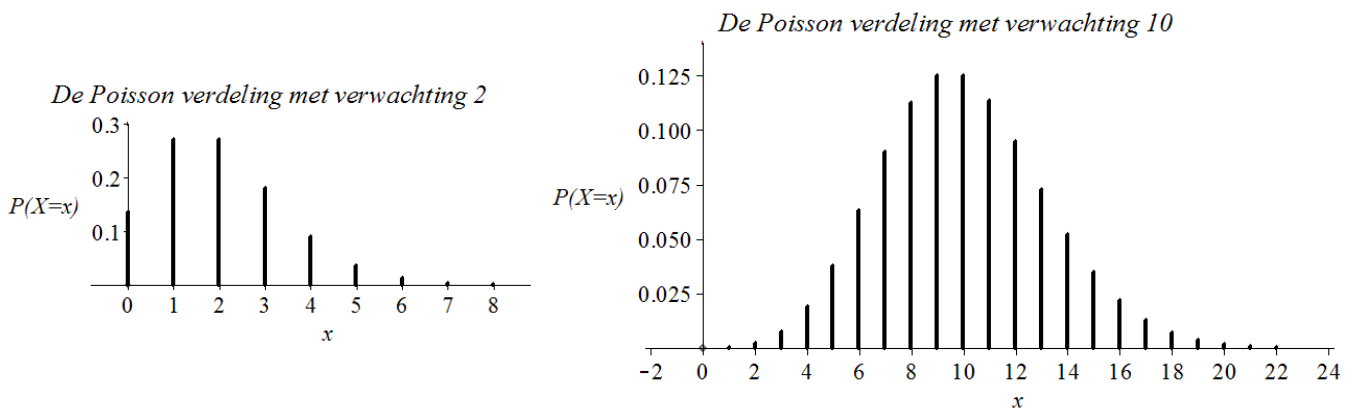 De Poisson verdeling met verwachting 2
0.3
0.2
P(X=x)
0.1
0 1 2 3 4 5 6 7 8
x
De Poisson verdeling met verwachting 10
0.125
0.100
0.075
P(X=x)
0.050
0.025
−2 0 2 4 6 8 10 12 14 16 18 20 22 24
x